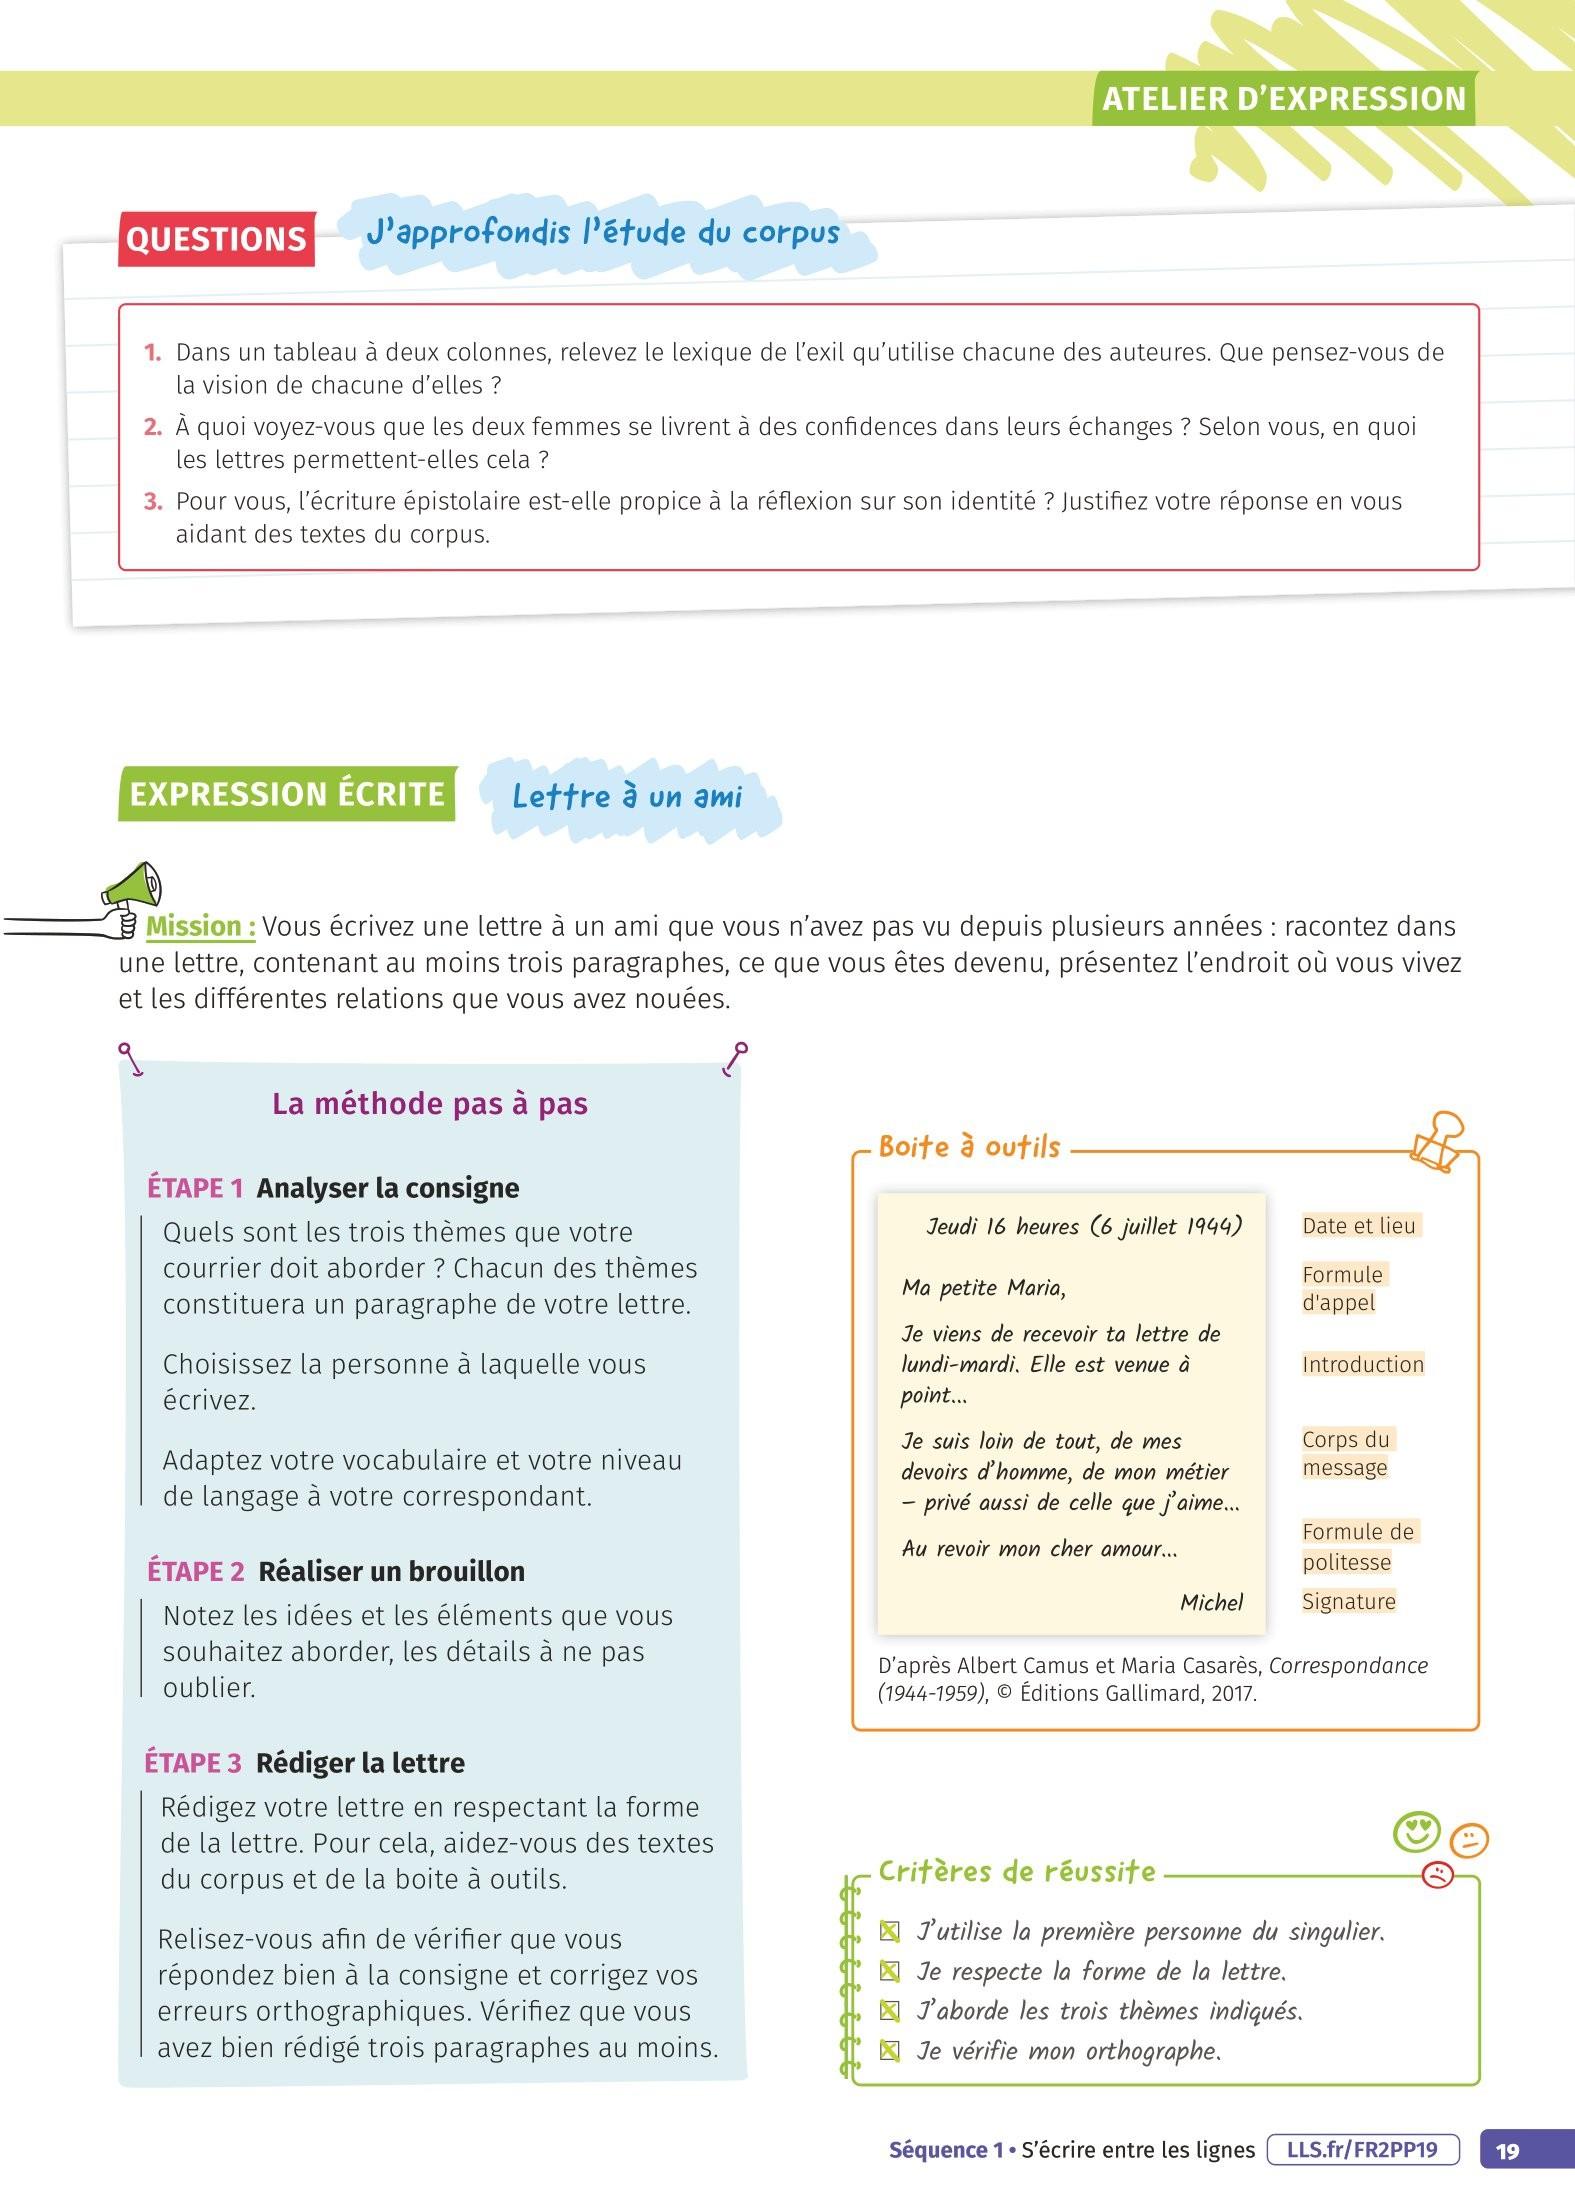 ATELIER D'EXPRESSION
QUESTIONS
J'approfondis l'étude du corpus
1. Dans un tableau à deux colonnes, relevez le lexique de l'exil qu'utilise chacune des auteures. Que pensez-vous de
la vision de chacune d'elles ?
2. À quoi voyez-vous que les deux femmes se livrent à des confidences dans leurs échanges ? Selon vous, en quoi
les lettres permettent-elles cela ?
3. Pour vous, l'écriture épistolaire est-elle propice à la réflexion sur son identité ? Justifiez votre réponse en vous
aidant des textes du corpus.
EXPRESSION ÉCRITE
Lettre à un ami
Mission : Vous écrivez une lettre à un ami que vous n'avez pas vu depuis plusieurs années : racontez dans
une lettre, contenant au moins trois paragraphes, ce que vous êtes devenu, présentez l'endroit où vous vivez
et les différentes relations que vous avez nouées.
La méthode pas à pas
ÉTAPE 1 Analyser la consigne
Quels sont les trois thèmes que votre
courrier doit aborder ? Chacun des thèmes
constituera un paragraphe de votre lettre.
Choisissez la personne à laquelle vous
écrivez.
Adaptez votre vocabulaire et votre niveau
de langage à votre correspondant.
ÉTAPE 2 Réaliser un brouillon
Notez les idées et les éléments que vous
souhaitez aborder, les détails à ne pas
oublier.
ÉTAPE 3 Rédiger la lettre
Rédigez votre lettre en respectant la forme
de la lettre. Pour cela, aidez-vous des textes
du corpus et de la boite à outils.
Relisez-vous afin de vérifier que vous
répondez bien à la consigne et corrigez vos
erreurs orthographiques. Vérifiez que vous
avez bien rédigé trois paragraphes au moins.
Boite à outils
Jeudi 16 heures (6 juillet 1944)
Ma petite Maria,
Je viens de recevoir ta lettre de
lundi-mardi. Elle est venue à
point...
Je suis loin de tout, de mes
devoirs d'homme, de mon métier
– privé aussi de celle que j'aime...
Au revoir mon cher amour...
Michel
Date et lieu
Formule
d'appel
Introduction
Corps du
message
Formule de
politesse
Signature
D'après Albert Camus et Maria Casarès, Correspondance
(1944-1959), © Éditions Gallimard, 2017.
Critères de réussite
J'utilise la première personne du singulier.
Je respecte la forme de la lettre.
J'aborde les trois thèmes indiqués.
Je vérifie mon orthographe.
Séquence 1 • S'écrire entre les lignes LLS.fr/FR2PP19 19